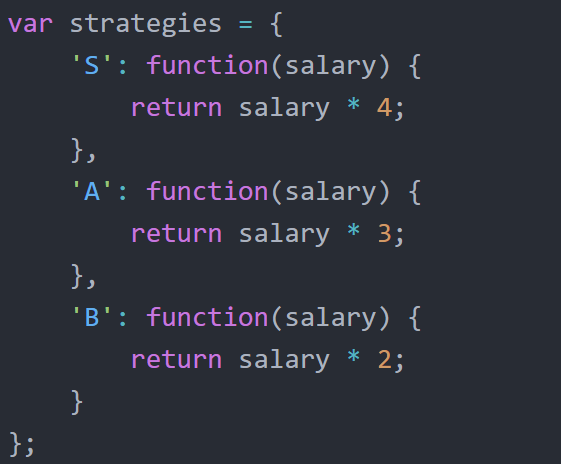 var strategies = {
    'S': function(salary) {
        return salary * 4;
    },
    'A': function(salary) {
        return salary * 3;
    },
    'B': function(salary) {
        return salary * 2;
    }
};